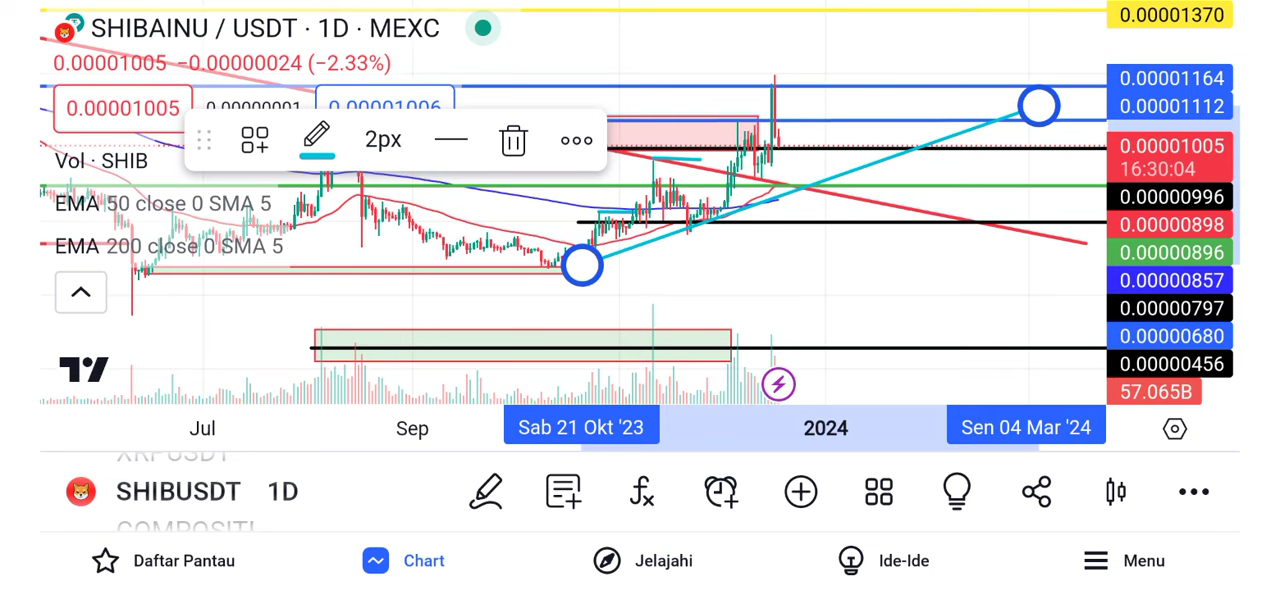 SHIBAINU / USDT · 1D · MEXC
0.00001005 −0.00000024 (−2.33%)
0.00001005 0.00000001 0.00001006
2px
Vol · SHIB
EMA 50 close 0 SMA 5
EMA 200 close 0 SMA 5
0.00001370
0.00001164
0.00001112
0.00001005
16:30:04
0.00000996
0.00000898
0.00000896
0.00000857
0.00000797
0.00000680
0.00000456
57.065B
Jul Sep Sab 21 Okt '23 2024 Sen 04 Mar '24
XRPUSDT
SHIBUSDT 1D
Daftar Pantau Chart Jelajahi Ide-Ide Menu